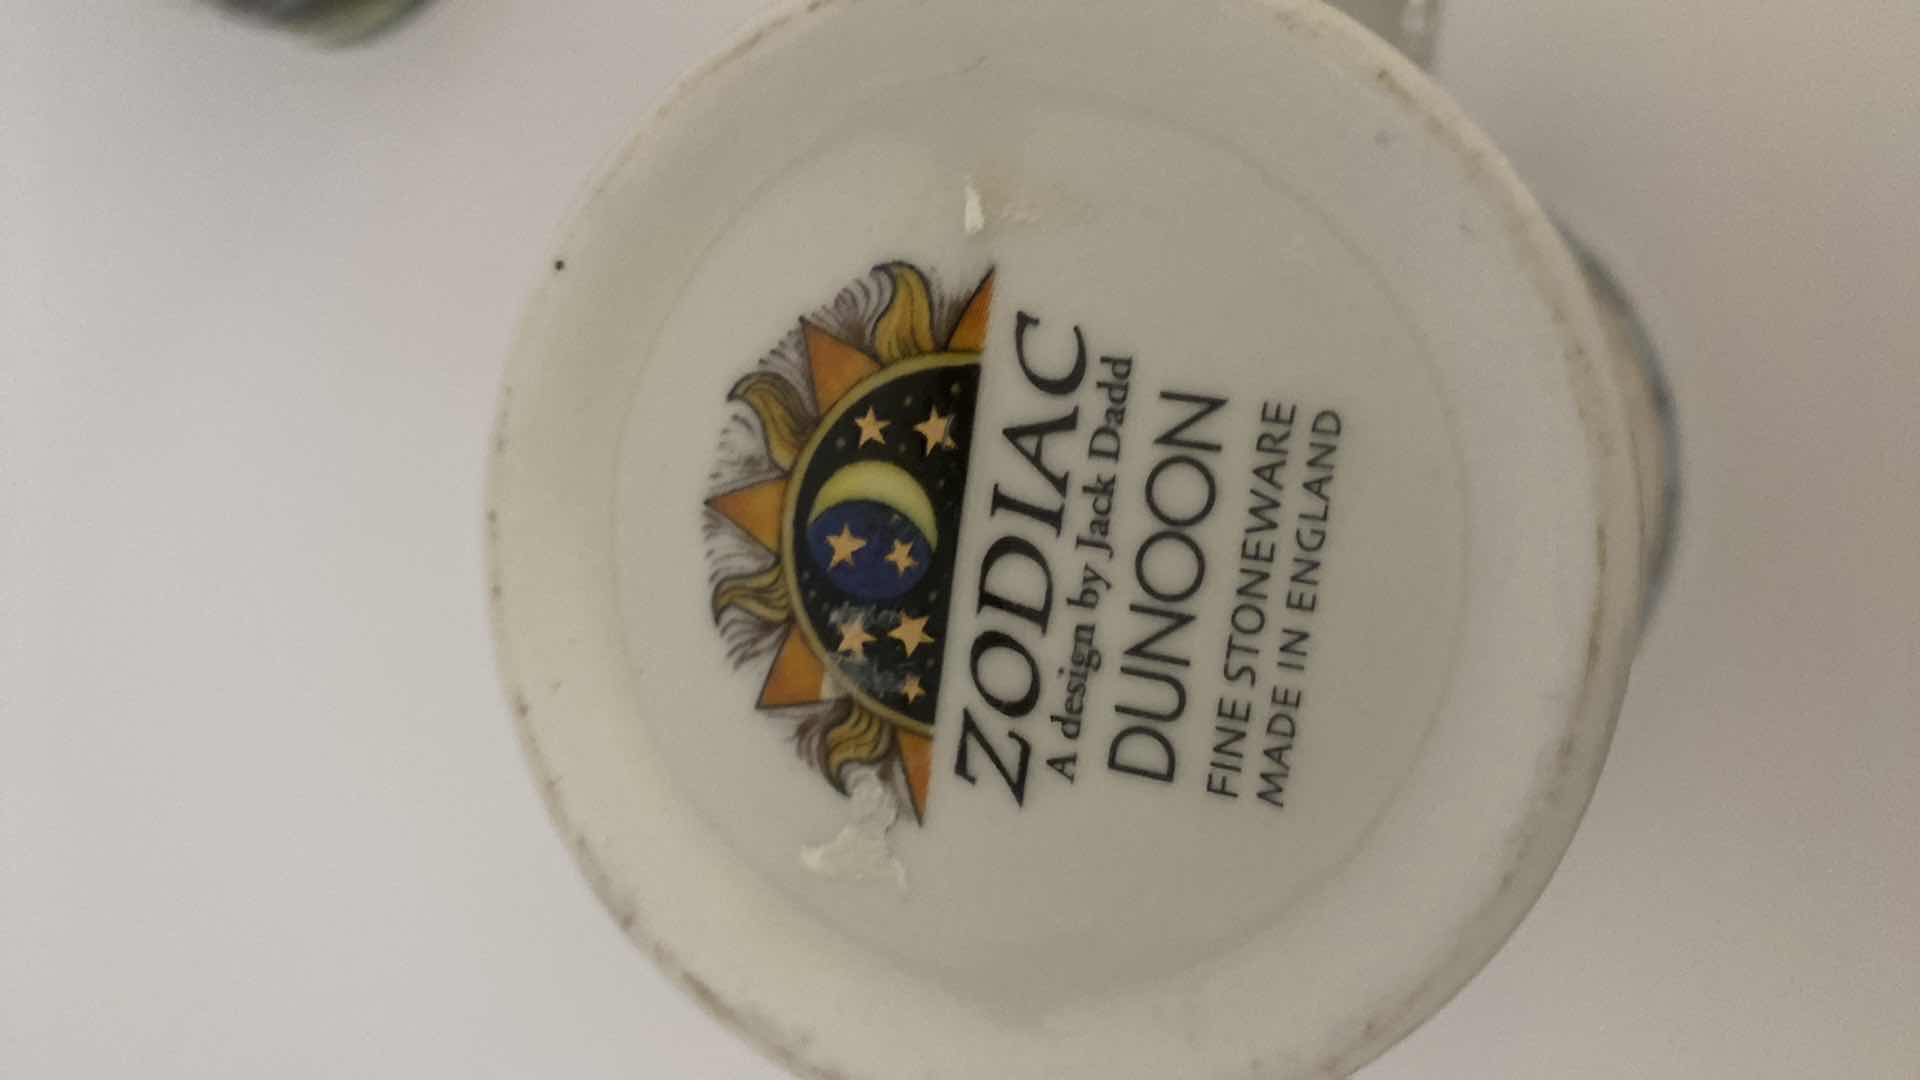 ZODIAC
A design by Jack Dadd
DUNOON
FINE STONEWARE
MADE IN ENGLAND